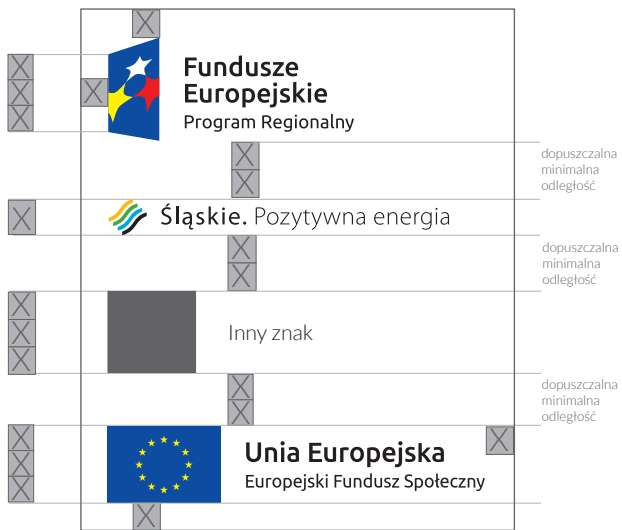 Fundusze
Europejskie
Program Regionalny
dopuszczalna
minimalna
odległość
Śląskie. Pozytywna energia
dopuszczalna
minimalna
odległość
Inny znak
dopuszczalna
minimalna
odległość
Unia Europejska
Europejski Fundusz Społeczny